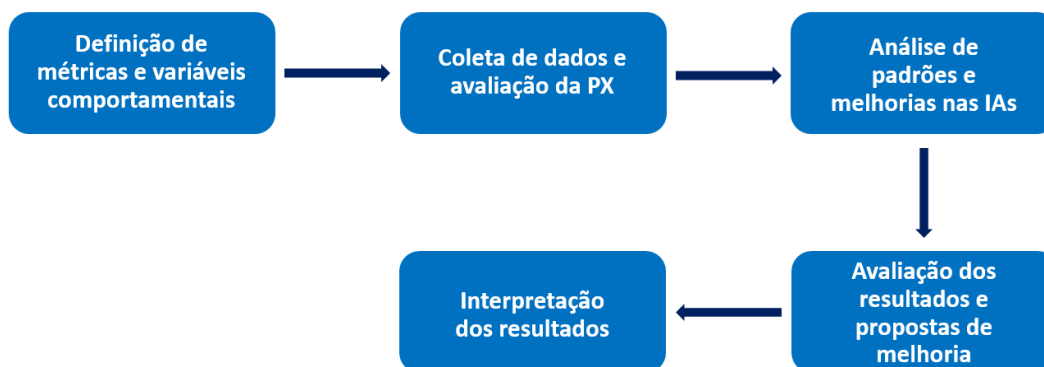 Definição de
métricas e variáveis
comportamentais
Coleta de dados e
avaliação da PX
Análise de
padrões e
melhorias nas IAs
Avaliação dos
resultados e
propostas de
melhoria
Interpretação
dos resultados